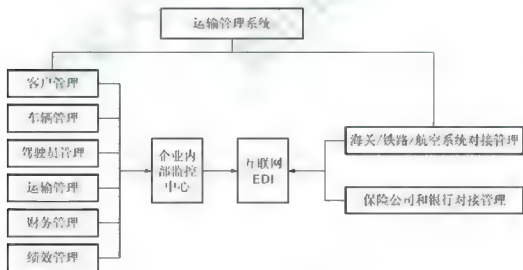 运输管理系统
客户管理
车辆管理
驾驶员管理
运输管理
财务管理
绩效管理
企业内
部监控
中心
互联网
EDI
海关/铁路/航空系统对接管理
保险公司和银行对接管理